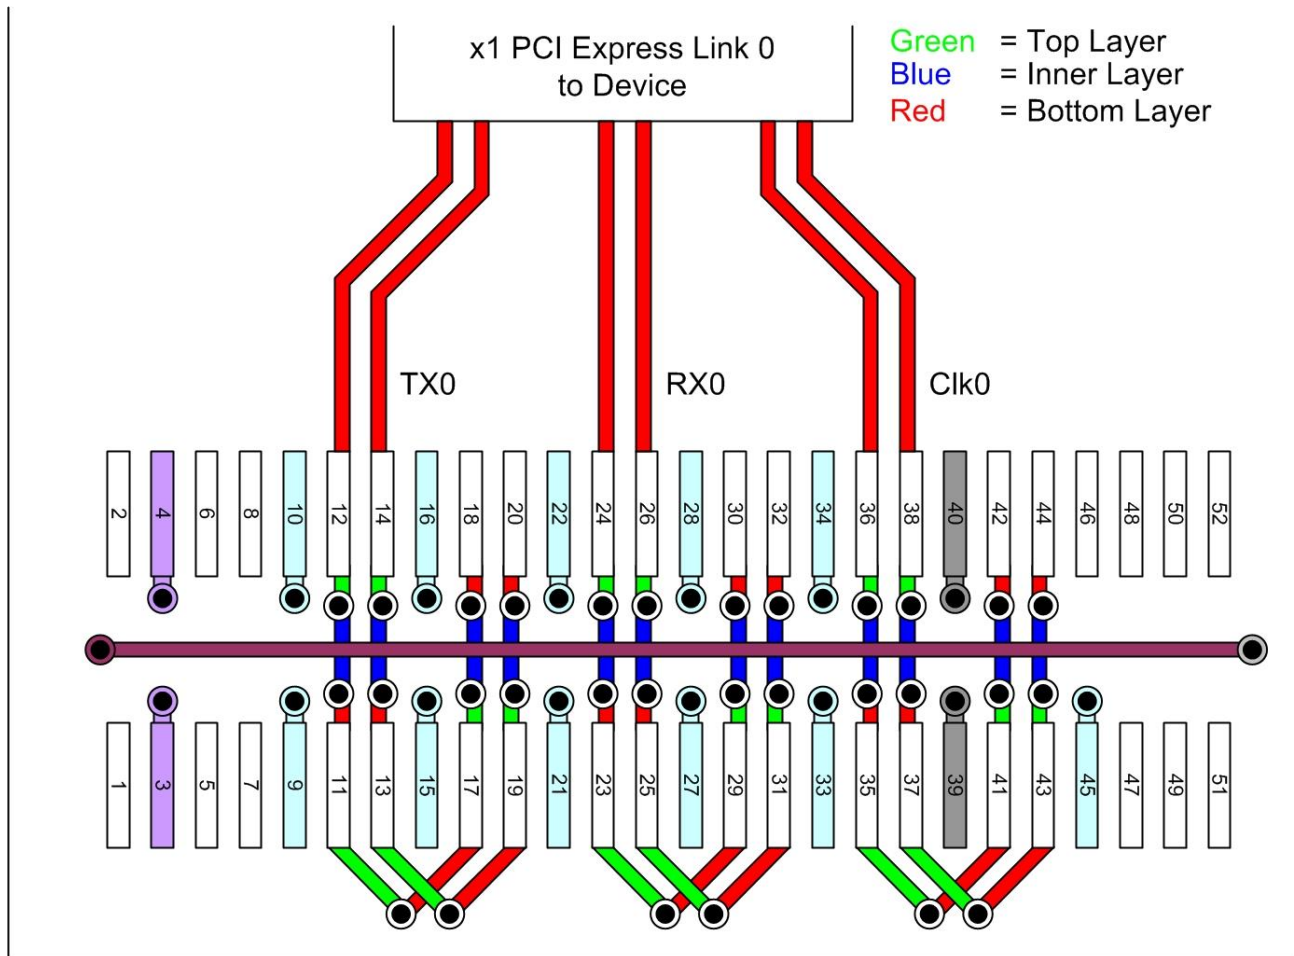 x1 PCI Express Link 0
to Device
Green = Top Layer
Blue = Inner Layer
Red = Bottom Layer
TX0 RX0 Clk0
2 4 6 8 10 12 14 16 18 20 22 24 26 28 30 32 34 36 38 40 42 44 46 48 50 52
1 3 5 7 9 11 13 15 17 19 21 23 25 27 29 31 33 35 37 39 41 43 45 47 49 51